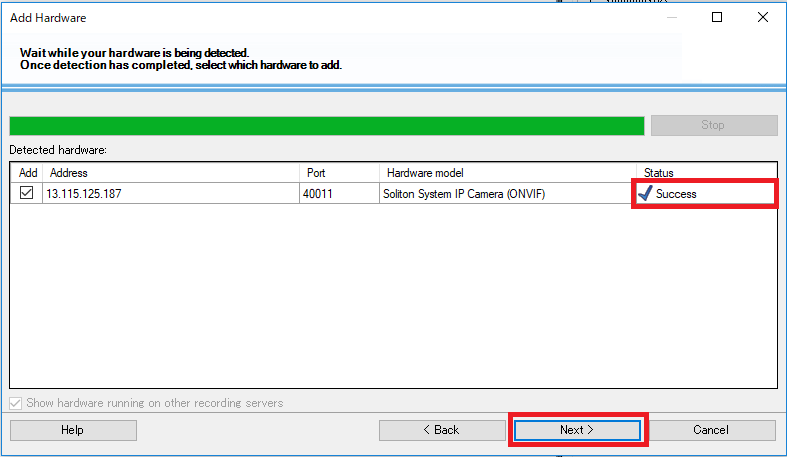 Add Hardware
Wait while your hardware is being detected.
Once detection has completed, select which hardware to add.
Stop
Detected hardware:
Add Address Port Hardware model Status
13.115.125.187 40011 Soliton System IP Camera (ONVIF) Success
Show hardware running on other recording servers
Help < Back Next > Cancel